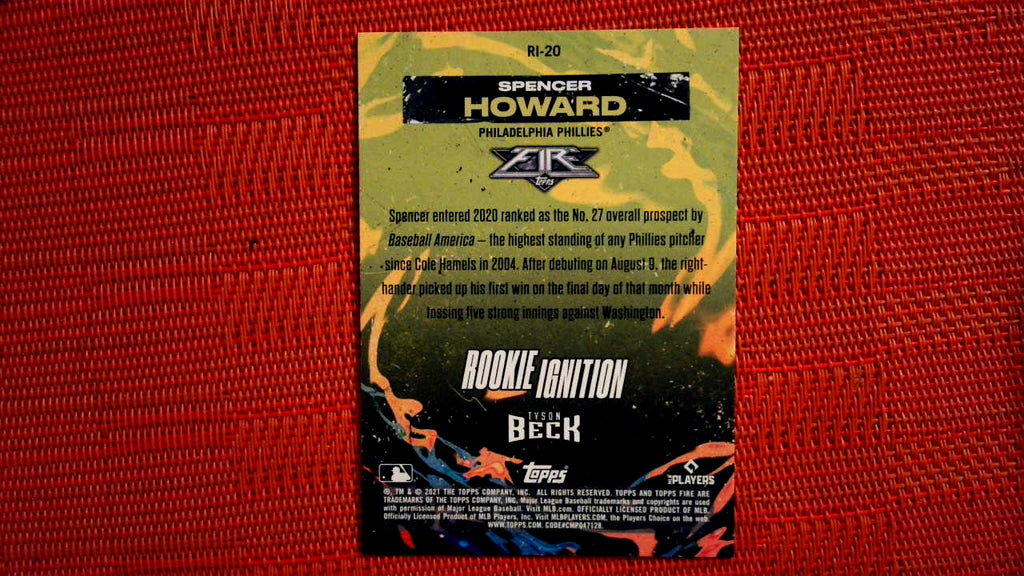 RI-20
SPENCER
HOWARD
PHILADELPHIA PHILLIES®
FIRE
Topps
Spencer entered 2020 ranked as the No. 27 overall prospect by
Baseball America – the highest standing of any Phillies pitcher
since Cole Hamels in 2004. After debuting on August 9, the right-
hander picked up his first win on the final day of that month while
tossing five strong innings against Washington.
ROOKIE IGNITION
TYSON
BECK
Topps®
MLB PLAYERS
®, TM & © 2021 THE TOPPS COMPANY, INC. ALL RIGHTS RESERVED. TOPPS AND TOPPS FIRE ARE
TRADEMARKS OF THE TOPPS COMPANY, INC. Major League Baseball trademarks and copyrights are used
with permission of Major League Baseball. Visit MLB.com. OFFICIALLY LICENSED PRODUCT OF MLB
Officially Licensed Product of MLB Players, Inc. Visit MLBPLAYERS.COM, the Players Choice on the web.
WWW.TOPPS.COM. CODE#CMP047128